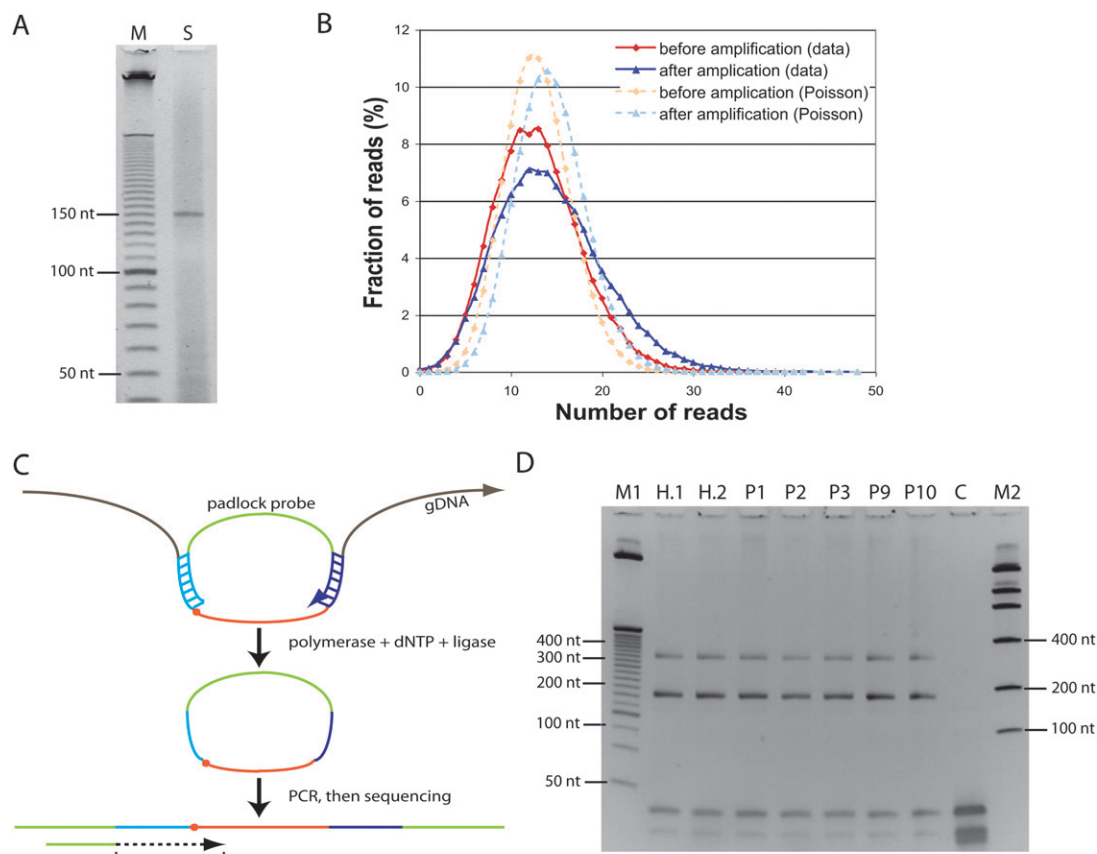 A
M S
150 nt
100 nt
50 nt
B
12
10
8
6
4
2
0
Fraction of reads (%)
0 10 20 30 40 50
Number of reads
before amplification (data)
after amplication (data)
before amplication (Poisson)
after amplification (Poisson)
C
padlock probe
gDNA
polymerase + dNTP + ligase
PCR, then sequencing
D
M1 H.1 H.2 P1 P2 P3 P9 P10 C M2
400 nt
300 nt
200 nt
100 nt
50 nt
400 nt
200 nt
100 nt